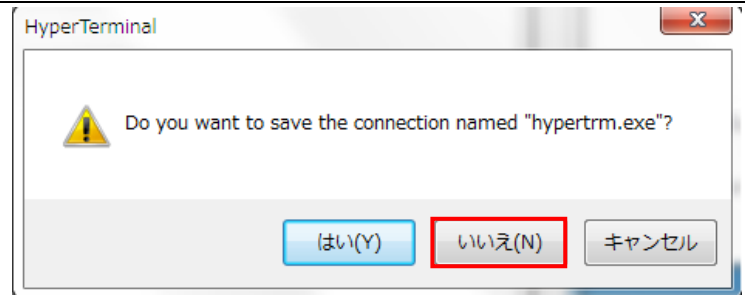 HyperTerminal
Do you want to save the connection named "hypertrm.exe"?
はい(Y) いいえ(N) キャンセル